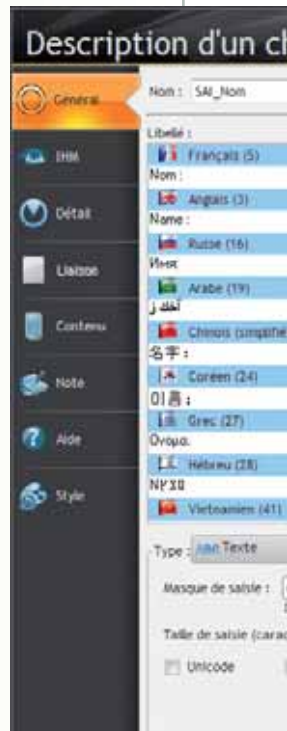 Description d'un ch
Général
IHM
Détail
Liaison
Contenu
Note
Aide
Style
Nom : SAI_Nom
Libellé :
Français (5)
Nom :
Anglais (3)
Name :
Russe (16)
Имя:
Arabe (19)
Chinois (simplifié
名字：
Coréen (24)
이름 :
Grec (27)
Ονομα:
Hébreu (28)
Vietnamien (41)
Type : Texte
Masque de saisie :
Taille de saisie (carac
Unicode